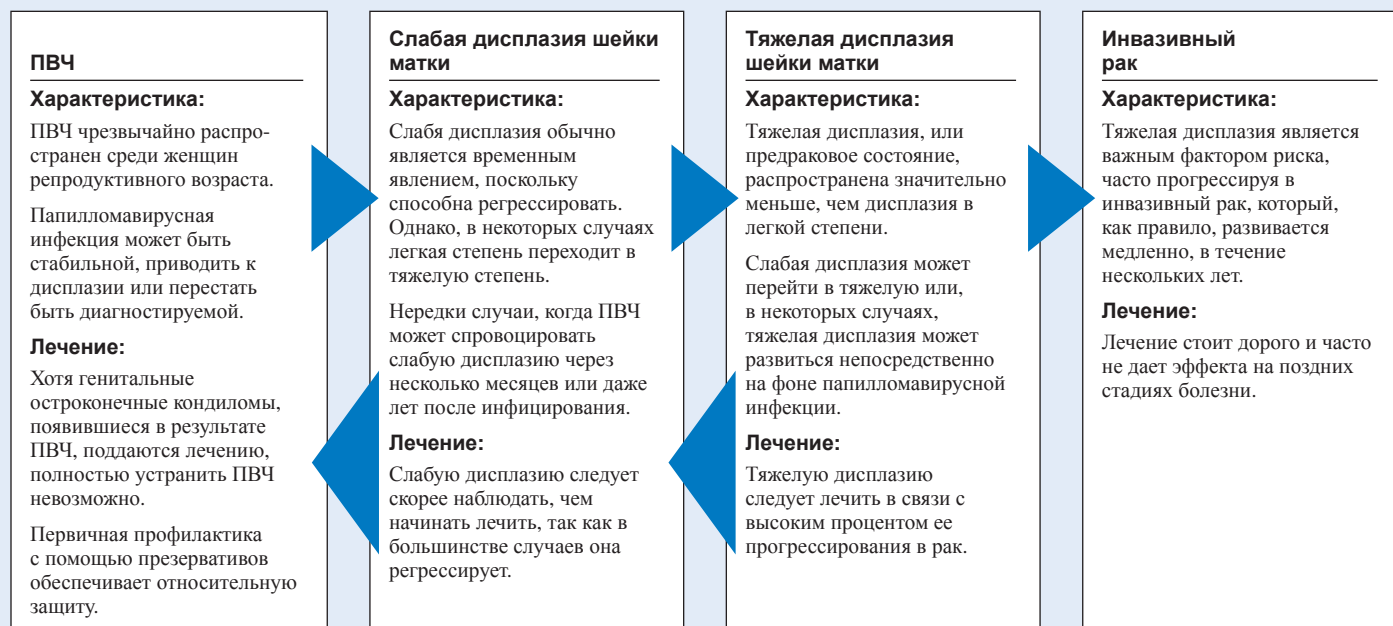 ПВЧ
Характеристика:
ПВЧ чрезвычайно распро-
странен среди женщин
репродуктивного возраста.
Папилломавирусная
инфекция может быть
стабильной, приводить к
дисплазии или перестать
быть диагностируемой.
Лечение:
Хотя генитальные
остроконечные кондиломы,
появившиеся в результате
ПВЧ, поддаются лечению,
полностью устранить ПВЧ
невозможно.
Первичная профилактика
с помощью презервативов
обеспечивает относительную
защиту.
Слабая дисплазия шейки
матки
Характеристика:
Слабя дисплазия обычно
является временным
явлением, поскольку
способна регрессировать.
Однако, в некоторых случаях
легкая степень переходит в
тяжелую степень.
Нередки случаи, когда ПВЧ
может спровоцировать
слабую дисплазию через
несколько месяцев или даже
лет после инфицирования.
Лечение:
Слабую дисплазию следует
скорее наблюдать, чем
начинать лечить, так как в
большинстве случаев она
регрессирует.
Тяжелая дисплазия
шейки матки
Характеристика:
Тяжелая дисплазия, или
предраковое состояние,
распространена значительно
меньше, чем дисплазия в
легкой степени.
Слабая дисплазия может
перейти в тяжелую или,
в некоторых случаях,
тяжелая дисплазия может
развиться непосредственно
на фоне папилломавирусной
инфекции.
Лечение:
Тяжелую дисплазию
следует лечить в связи с
высоким процентом ее
прогрессирования в рак.
Инвазивный
рак
Характеристика:
Тяжелая дисплазия является
важным фактором риска,
часто прогрессируя в
инвазивный рак, который,
как правило, развивается
медленно, в течение
нескольких лет.
Лечение:
Лечение стоит дорого и часто
не дает эффекта на поздних
стадиях болезни.